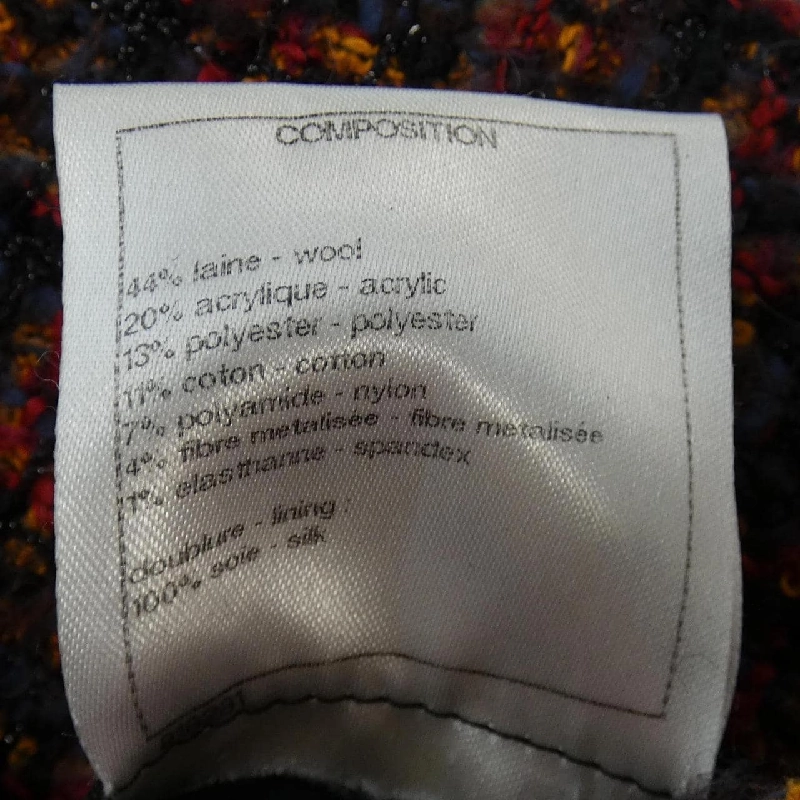 COMPOSITION
44% laine - wool
20% acrylique - acrylic
13% polyester - polyester
11% coton - cotton
7% polyamide - nylon
4% fibre metalisée - fibre metalisée
1% elasthanne - spandex
doublure - lining :
100% soie - silk